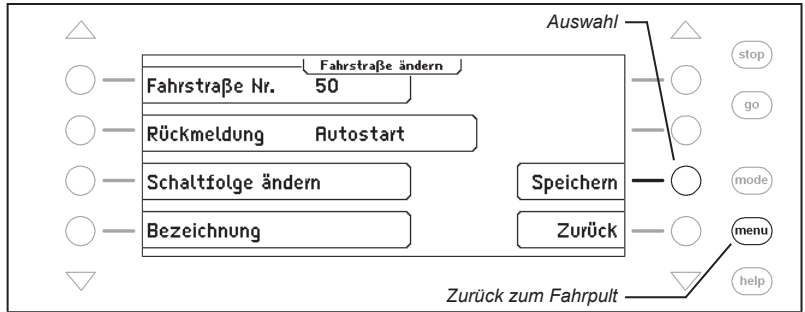 Auswahl
stop
Fahrstraße ändern
Fahrstraße Nr. 50
go
Rückmeldung Autostart
Schaltfolge ändern
Speichern
mode
Bezeichnung
Zurück
menu
help
Zurück zum Fahrpult